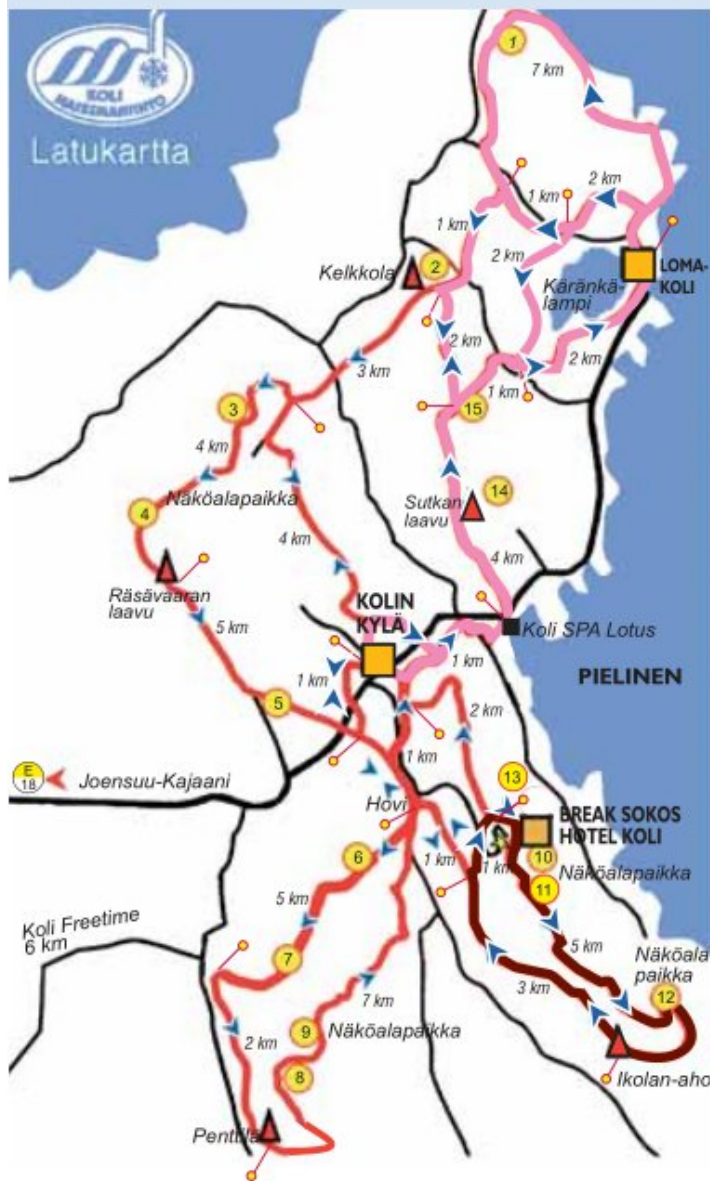 KOLI
Latukartta
1
7 km
2 km
1 km
1 km
2
Kelkkola
2 km
Käränkä-
lampi
LOMA-
KOLI
3 km
2 km
2 km
1 km
15
3
4 km
4
Näköalapaikka
14
Sutkan
laavu
4 km
4 km
Räsävaaran
laavu
5 km
KOLIN
KYLÄ
Koli SPA Lotus
1 km
1 km
PIELINEN
5
2 km
1 km
E
18
Joensuu-Kajaani
13
Hovi
BREAK SOKOS
HOTEL KOLI
6
1 km
1 km
10
Näköalapaikka
11
5 km
Koli Freetime
6 km
5 km
7
3 km
Näköala
paikka
12
7 km
2 km
9
Näköalapaikka
8
Ikolan-aho
Penttilä